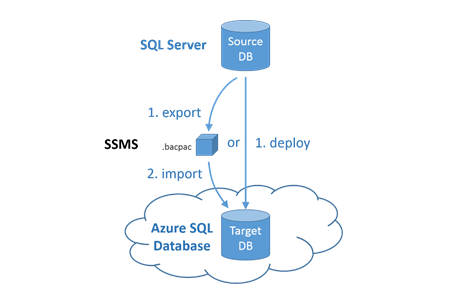 SQL Server
Source
DB
1. export
SSMS
.bacpac
or
1. deploy
2. import
Azure SQL
Database
Target
DB